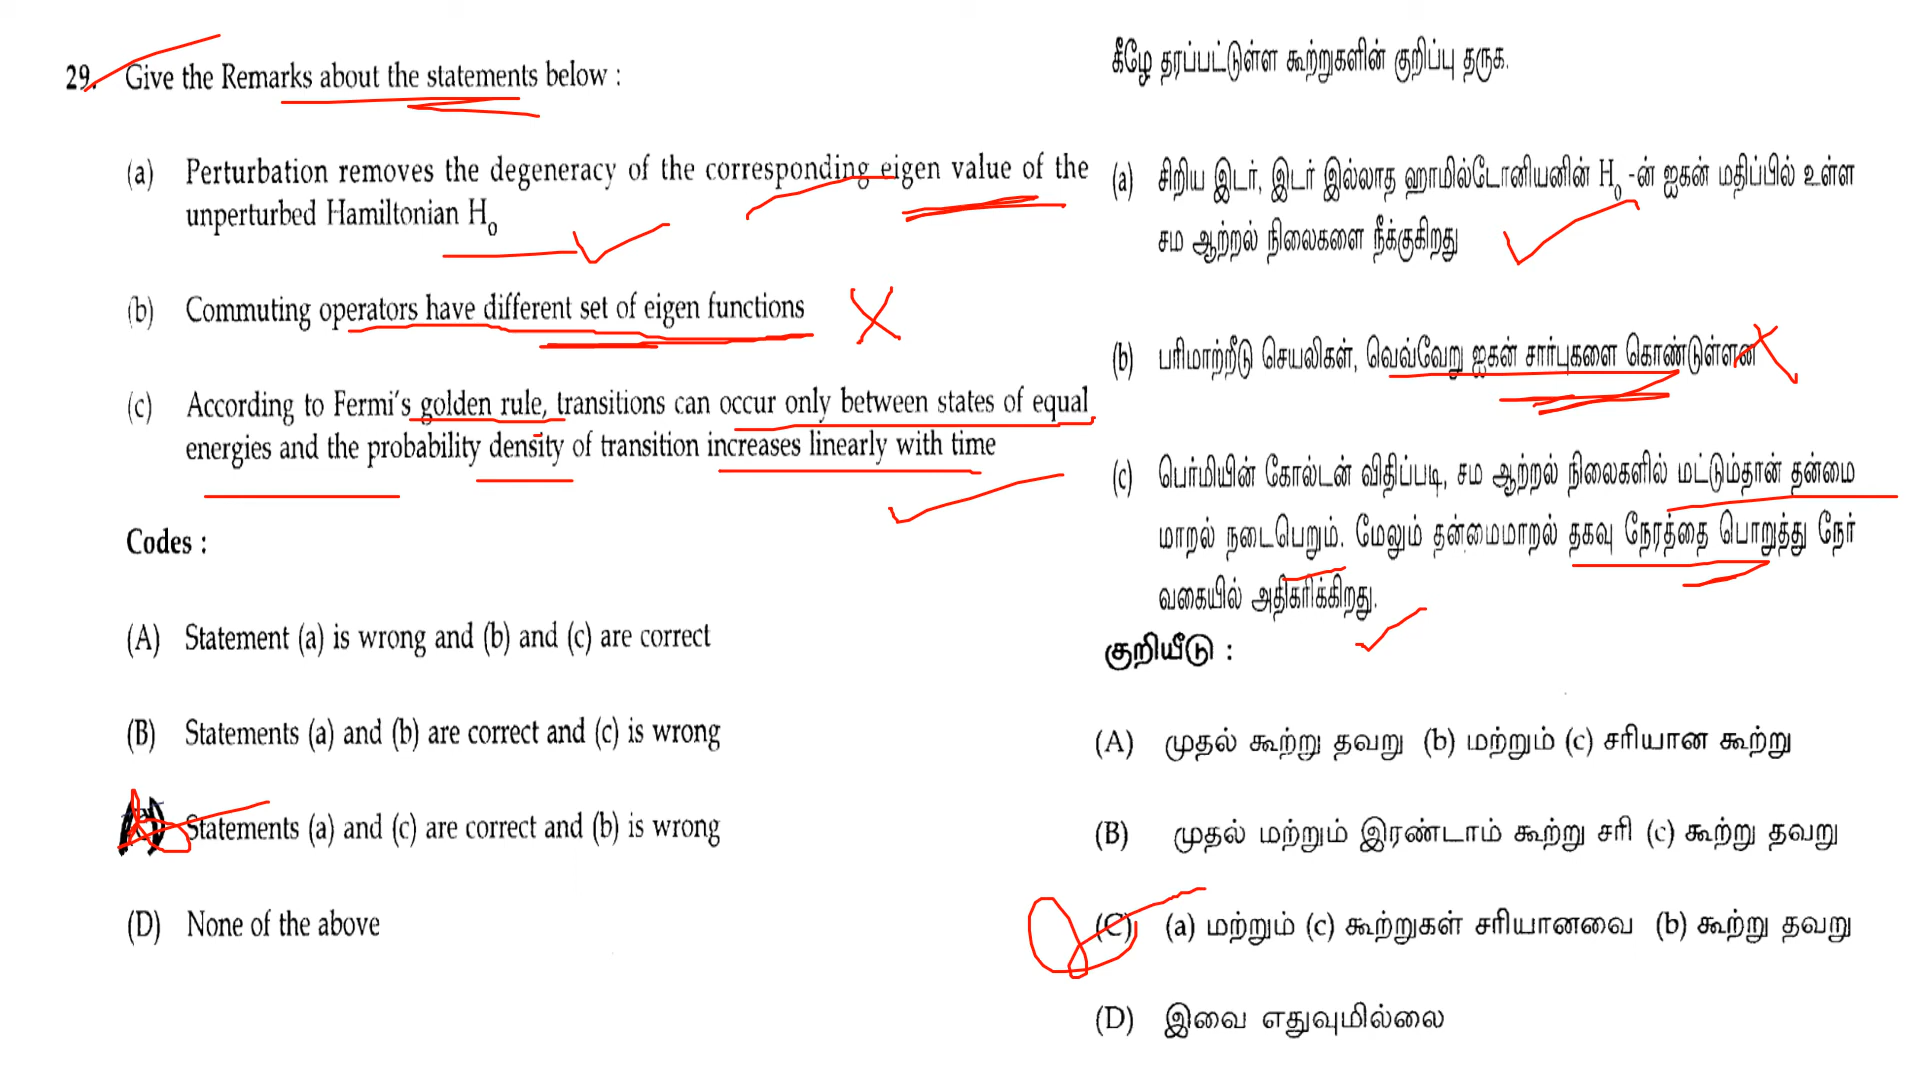 29. Give the Remarks about the statements below :
(a) Perturbation removes the degeneracy of the corresponding eigen value of the
unperturbed Hamiltonian H₀
(b) Commuting operators have different set of eigen functions
(c) According to Fermi's golden rule, transitions can occur only between states of equal
energies and the probability density of transition increases linearly with time
Codes :
(A) Statement (a) is wrong and (b) and (c) are correct
(B) Statements (a) and (b) are correct and (c) is wrong
Statements (a) and (c) are correct and (b) is wrong
(D) None of the above
கீழே தரப்பட்டுள்ள கூற்றுகளின் குறிப்பு தருக.
(a) சிறிய இடர், இடர் இல்லாத ஹாமில்டோனியனின் H₀ -ன் ஐகன் மதிப்பில் உள்ள
சம ஆற்றல் நிலைகளை நீக்குகிறது
(b) பரிமாற்றீடு செயலிகள், வெவ்வேறு ஐகன் சார்புகளை கொண்டுள்ளன
(c) பெர்மியின் கோல்டன் விதிப்படி, சம ஆற்றல் நிலைகளில் மட்டும்தான் தன்மை
மாறல் நடைபெறும். மேலும் தன்மைமாறல் தகவு நேரத்தை பொறுத்து நேர்
வகையில் அதிகரிக்கிறது.
குறியீடு :
(A) முதல் கூற்று தவறு (b) மற்றும் (c) சரியான கூற்று
(B) முதல் மற்றும் இரண்டாம் கூற்று சரி (c) கூற்று தவறு
(C) (a) மற்றும் (c) கூற்றுகள் சரியானவை (b) கூற்று தவறு
(D) இவை எதுவுமில்லை